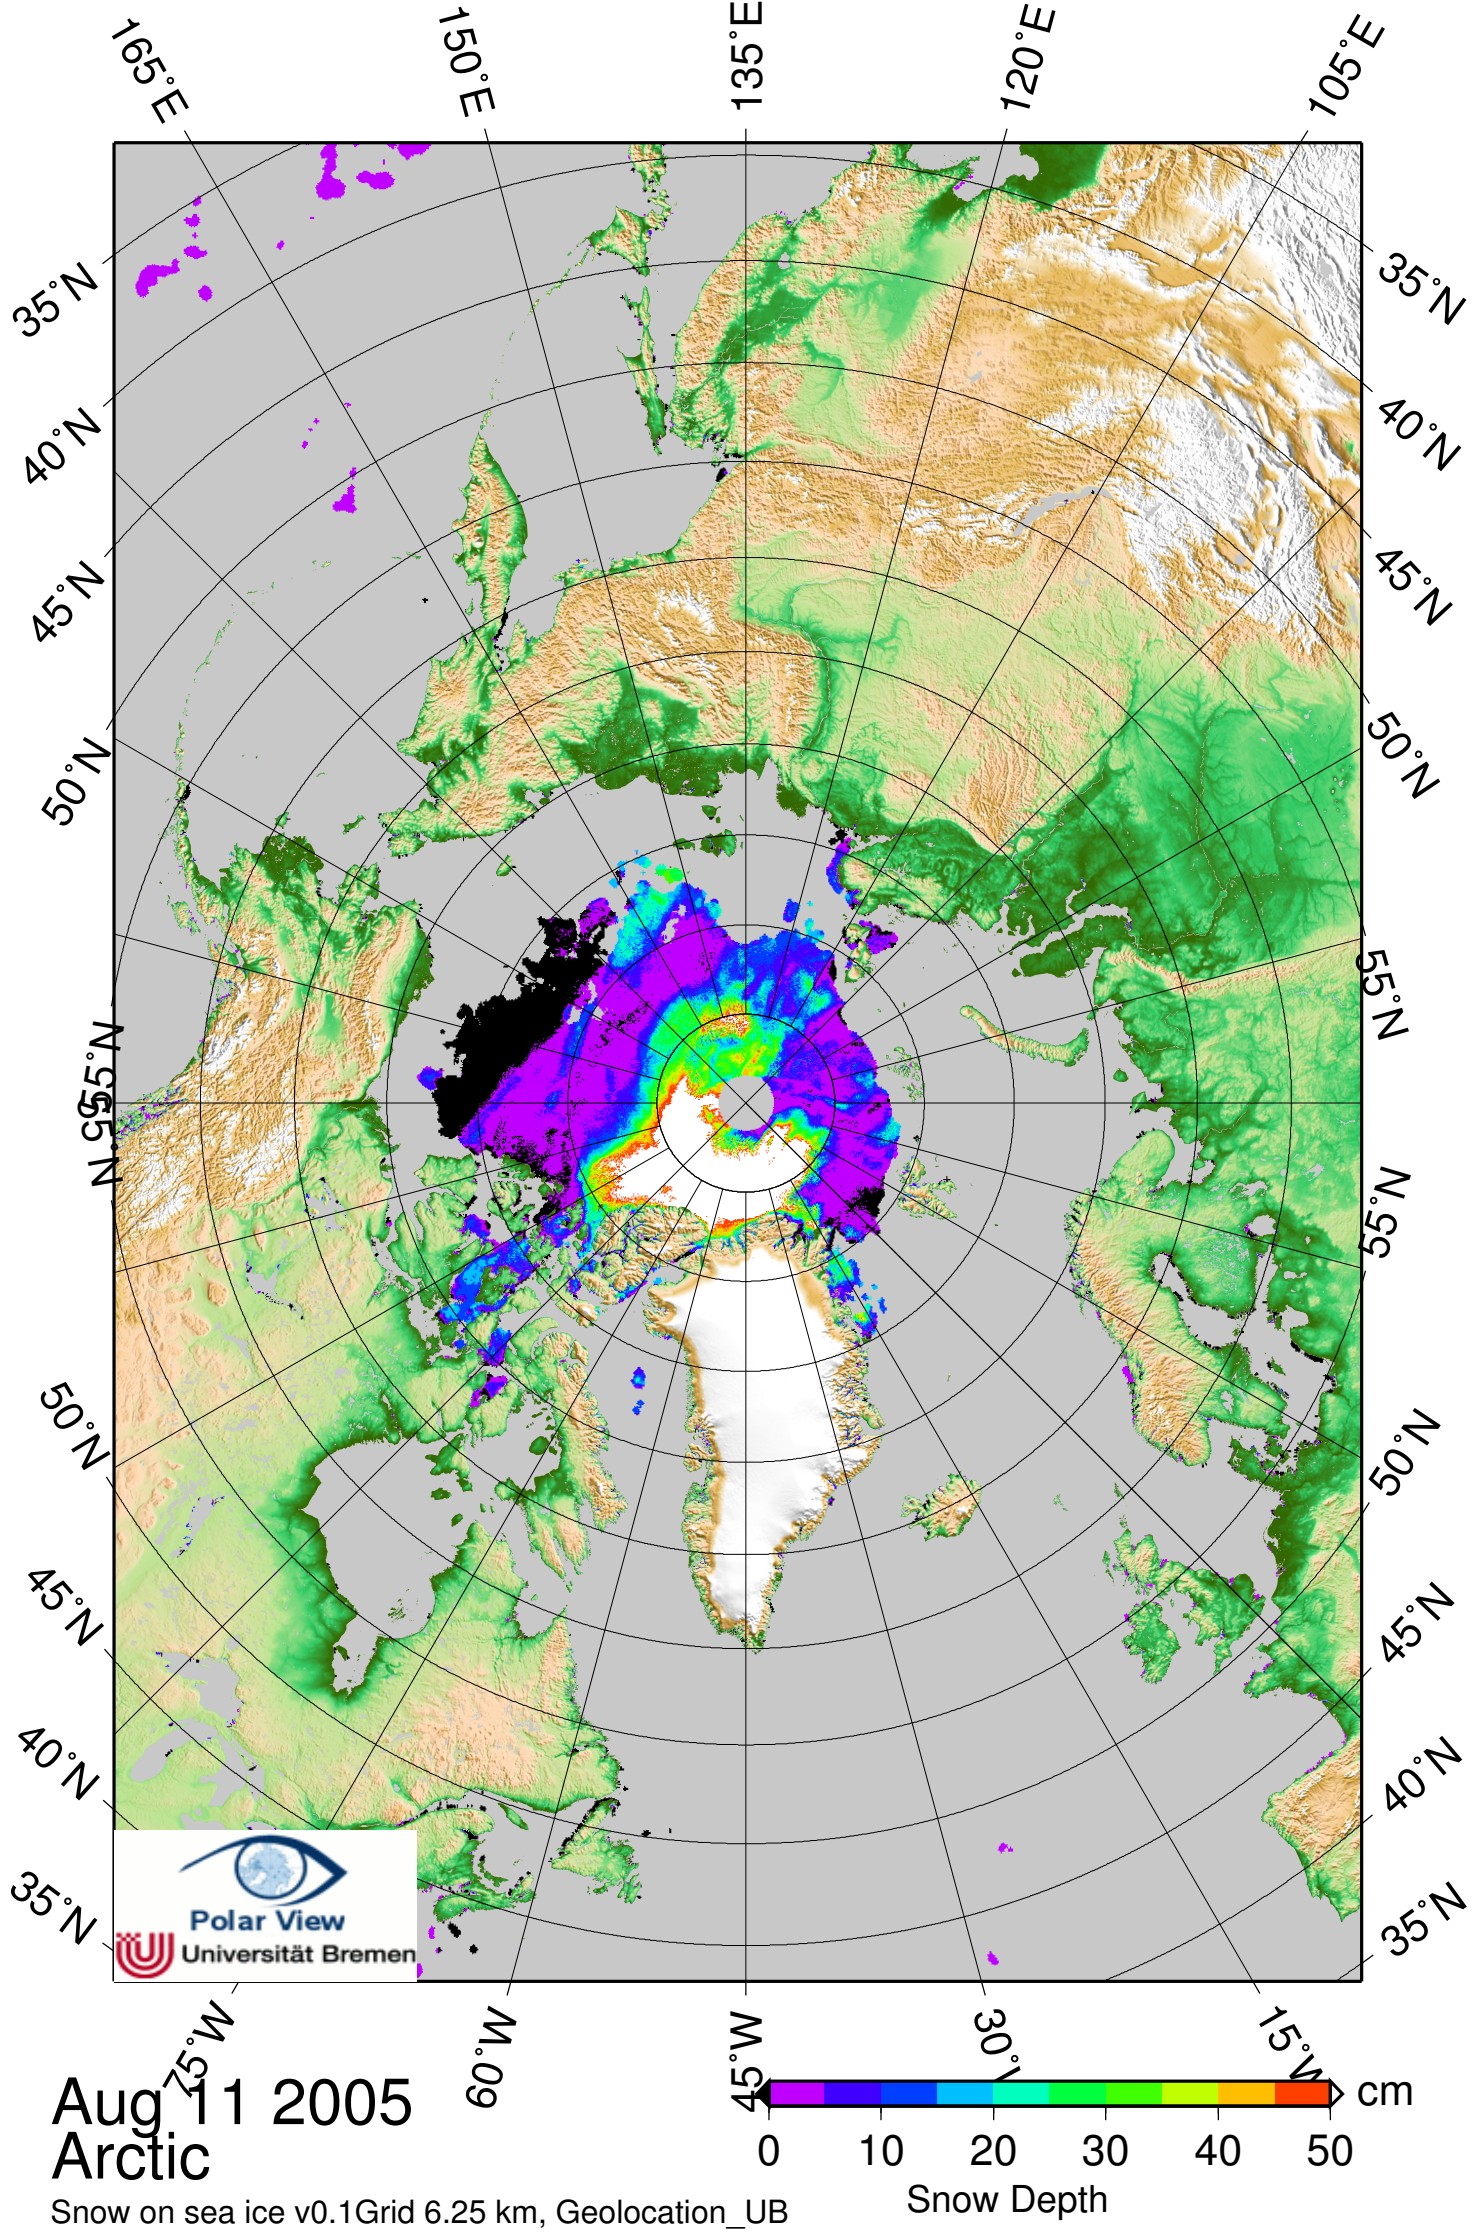 165°E 150°E 135°E 120°E 105°E
35°N 35°N
40°N 40°N
45°N 45°N
50°N 50°N
55°N 55°N
55°N 55°N
50°N 50°N
45°N 45°N
40°N 40°N
35°N 35°N
Polar View
Universität Bremen
75°W 60°W 45°W 30°W 15°W
Aug 11 2005
Arctic
Snow on sea ice v0.1Grid 6.25 km, Geolocation_UB
cm
0 10 20 30 40 50
Snow Depth